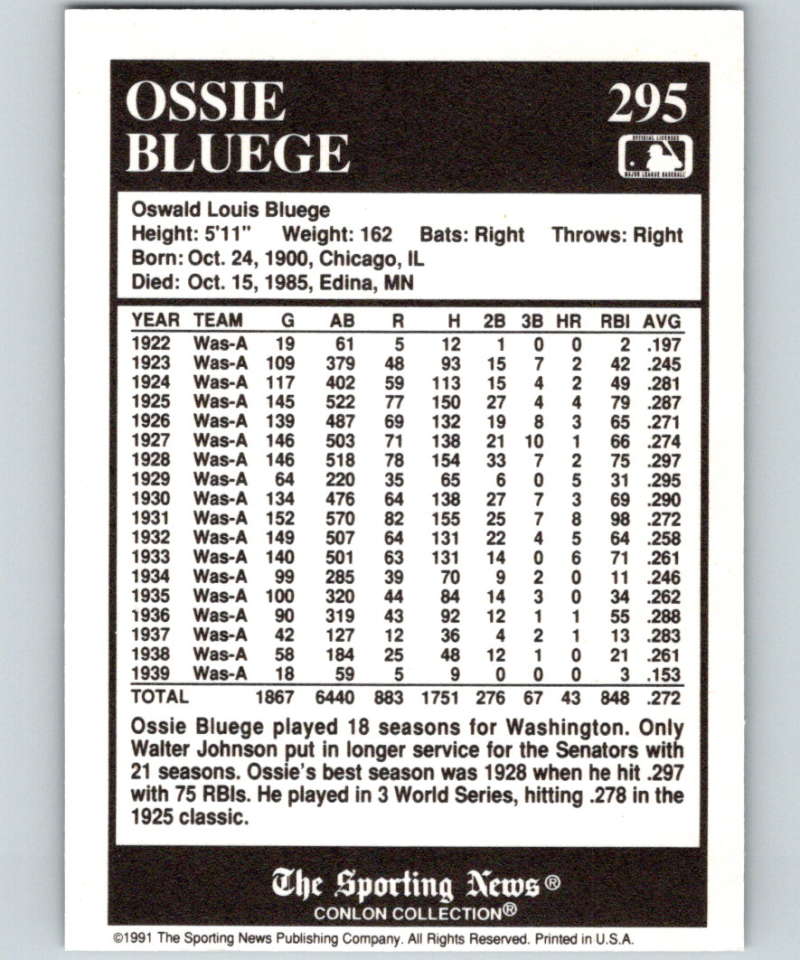 OSSIE 295
BLUEGE
OFFICIAL LICENSEE
MAJOR LEAGUE BASEBALL
Oswald Louis Bluege
Height: 5'11" Weight: 162 Bats: Right Throws: Right
Born: Oct. 24, 1900, Chicago, IL
Died: Oct. 15, 1985, Edina, MN
YEAR TEAM G AB R H 2B 3B HR RBI AVG
1922 Was-A 19 61 5 12 1 0 0 2 .197
1923 Was-A 109 379 48 93 15 7 2 42 .245
1924 Was-A 117 402 59 113 15 4 2 49 .281
1925 Was-A 145 522 77 150 27 4 4 79 .287
1926 Was-A 139 487 69 132 19 8 3 65 .271
1927 Was-A 146 503 71 138 21 10 1 66 .274
1928 Was-A 146 518 78 154 33 7 2 75 .297
1929 Was-A 64 220 35 65 6 0 5 31 .295
1930 Was-A 134 476 64 138 27 7 3 69 .290
1931 Was-A 152 570 82 155 25 7 8 98 .272
1932 Was-A 149 507 64 131 22 4 5 64 .258
1933 Was-A 140 501 63 131 14 0 6 71 .261
1934 Was-A 99 285 39 70 9 2 0 11 .246
1935 Was-A 100 320 44 84 14 3 0 34 .262
1936 Was-A 90 319 43 92 12 1 1 55 .288
1937 Was-A 42 127 12 36 4 2 1 13 .283
1938 Was-A 58 184 25 48 12 1 0 21 .261
1939 Was-A 18 59 5 9 0 0 0 3 .153
TOTAL 1867 6440 883 1751 276 67 43 848 .272
Ossie Bluege played 18 seasons for Washington. Only
Walter Johnson put in longer service for the Senators with
21 seasons. Ossie's best season was 1928 when he hit .297
with 75 RBIs. He played in 3 World Series, hitting .278 in the
1925 classic.
The Sporting News®
CONLON COLLECTION®
©1991 The Sporting News Publishing Company. All Rights Reserved. Printed in U.S.A.